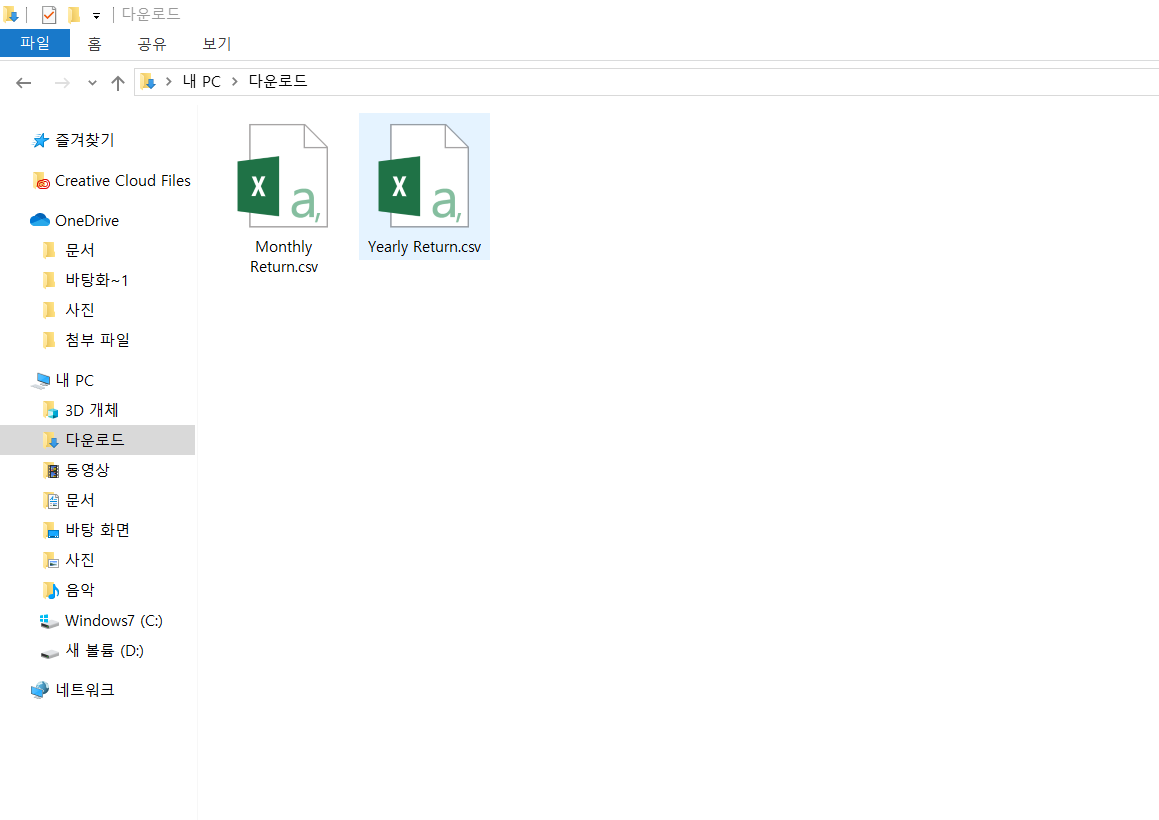 다운로드
파일 홈 공유 보기
내 PC 다운로드
즐겨찾기
Creative Cloud Files
OneDrive
문서
바탕화~1
사진
첨부 파일
내 PC
3D 개체
다운로드
동영상
문서
바탕 화면
사진
음악
Windows7 (C:)
새 볼륨 (D:)
네트워크
X a,
Monthly
Return.csv
X a,
Yearly Return.csv